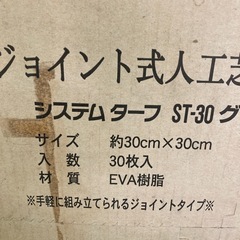 ジョイント式人工芝
システムターフ ST-30 グ
サイズ 約30cm×30cm
入数 30枚入
材質 EVA樹脂
※手軽に組み立てられるジョイントタイプ※